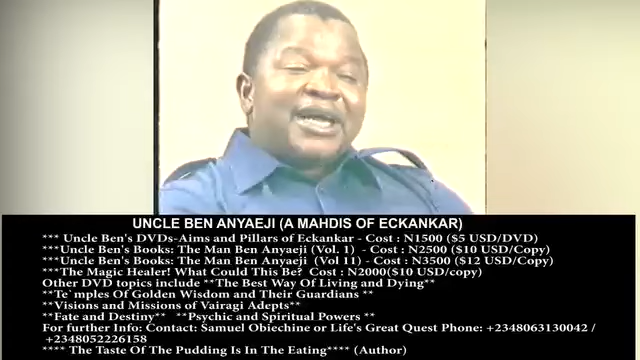 UNCLE BEN ANYAEJI (A MAHDIS OF ECKANKAR)
*** Uncle Ben's DVDs-Aims and Pillars of Eckankar - Cost : N1500 ($5 USD/DVD)
***Uncle Ben's Books: The Man Ben Anyaeji (Vol. 1) - Cost : N2500 ($10 USD/Copy)
***Uncle Ben's Books: The Man Ben Anyaeji (Vol 11) - Cost : N3500 ($12 USD/Copy)
***The Magic Healer! What Could This Be? Cost : N2000($10 USD/copy)
Other DVD topics include **The Best Way Of Living and Dying**
**Te`mples Of Golden Wisdom and Their Guardians **
**Visions and Missions of Vairagi Adepts**
**Fate and Destiny** **Psychic and Spiritual Powers **
For further Info: Contact: Samuel Obiechine or Life's Great Quest Phone: +2348063130042 /
+2348052226158
**** The Taste Of The Pudding Is In The Eating**** (Author)